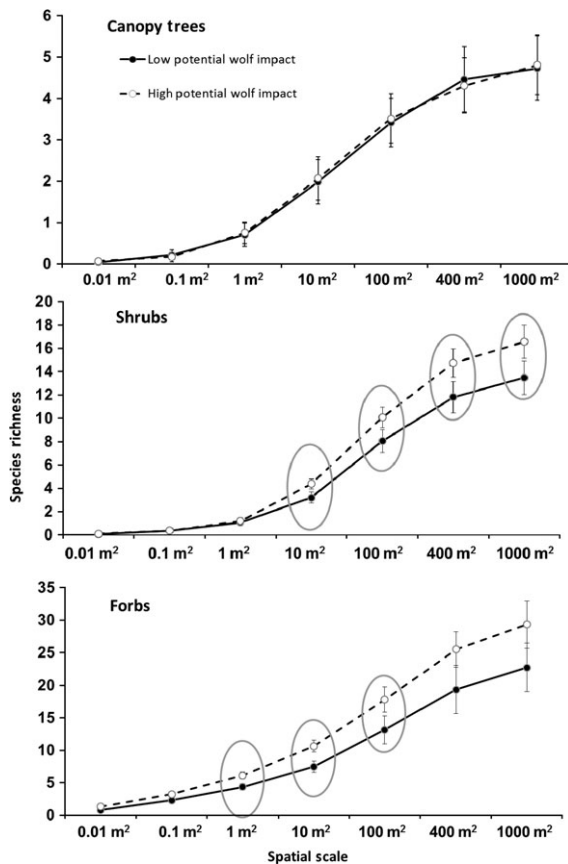 Canopy trees
6
Low potential wolf impact
5
High potential wolf impact
4
3
2
1
0
0.01 m² 0.1 m² 1 m² 10 m² 100 m² 400 m² 1000 m²
Species richness
20
Shrubs
18
16
14
12
10
8
6
4
2
0
0.01 m² 0.1 m² 1 m² 10 m² 100 m² 400 m² 1000 m²
35
Forbs
30
25
20
15
10
5
0
0.01 m² 0.1 m² 1 m² 10 m² 100 m² 400 m² 1000 m²
Spatial scale